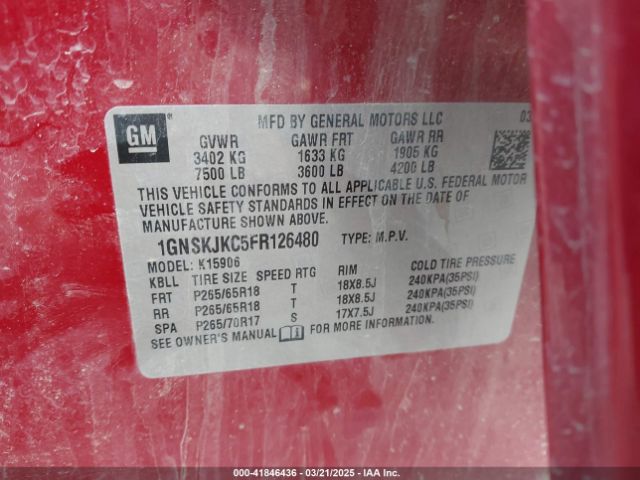 GM
®
MFD BY GENERAL MOTORS LLC 03
GVWR GAWR FRT GAWR RR
3402 KG 1633 KG 1905 KG
7500 LB 3600 LB 4200 LB
THIS VEHICLE CONFORMS TO ALL APPLICABLE U.S. FEDERAL MOTOR
VEHICLE SAFETY STANDARDS IN EFFECT ON THE DATE OF
MANUFACTURE SHOWN ABOVE.
1GNSKJKC5FR126480 TYPE: M.P.V.
MODEL: K15906
KBLL TIRE SIZE SPEED RTG RIM COLD TIRE PRESSURE
FRT P265/65R18 T 18X8.5J 240KPA(35PSI)
RR P265/65R18 T 18X8.5J 240KPA(35PSI)
SPA P265/70R17 S 17X7.5J 240KPA(35PSI)
SEE OWNER'S MANUAL FOR MORE INFORMATION.
000-41846436 - 03/21/2025 - IAA Inc.